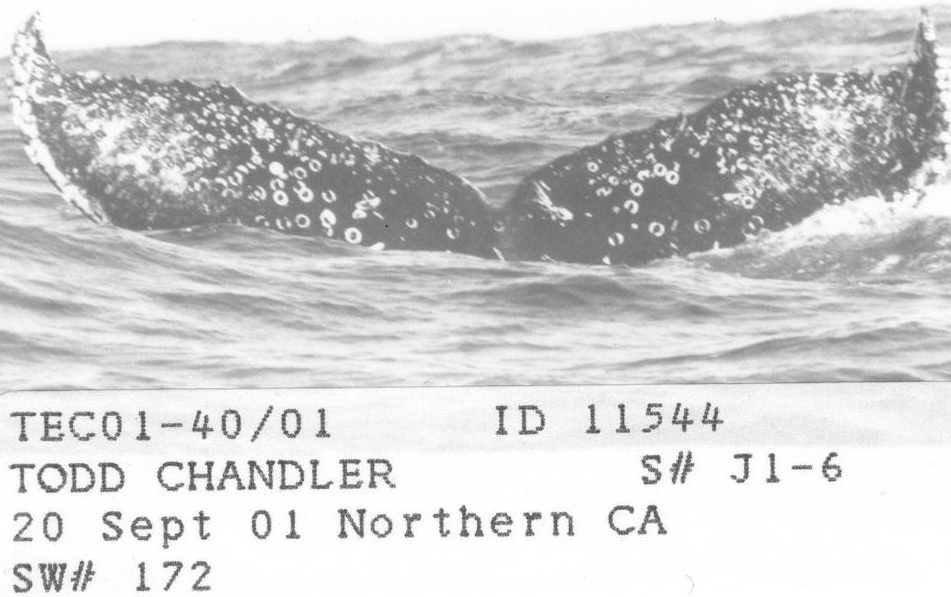 TEC01-40/01 ID 11544
TODD CHANDLER S# J1-6
20 Sept 01 Northern CA
SW# 172